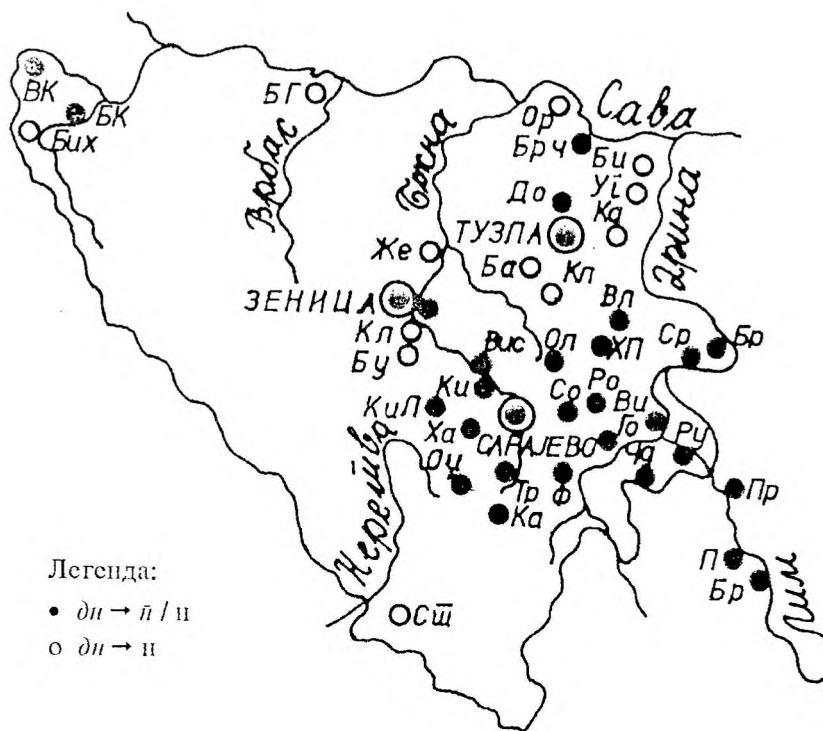 ВК
БК
Бих
БГ
Врбас
Босна
Ор
Сава
Брч
Би
Уг
Ка
До
ТУЗЛА
Дрина
Же
Ба
Кл
ЗЕНИЦА
Вл
Кл
Бу
Вис
Ол
ХП
Ср
Бр
Ки
КиЛ
Со
Ро
Ви
Ха
САРАЈЕВО
Го
Ча
Ру
Неретва
Оц
Тр
Ф
Ка
Пр
П
Бр
Лим
Ст
Легенда:
• дн → н̄ / н
о дн → н